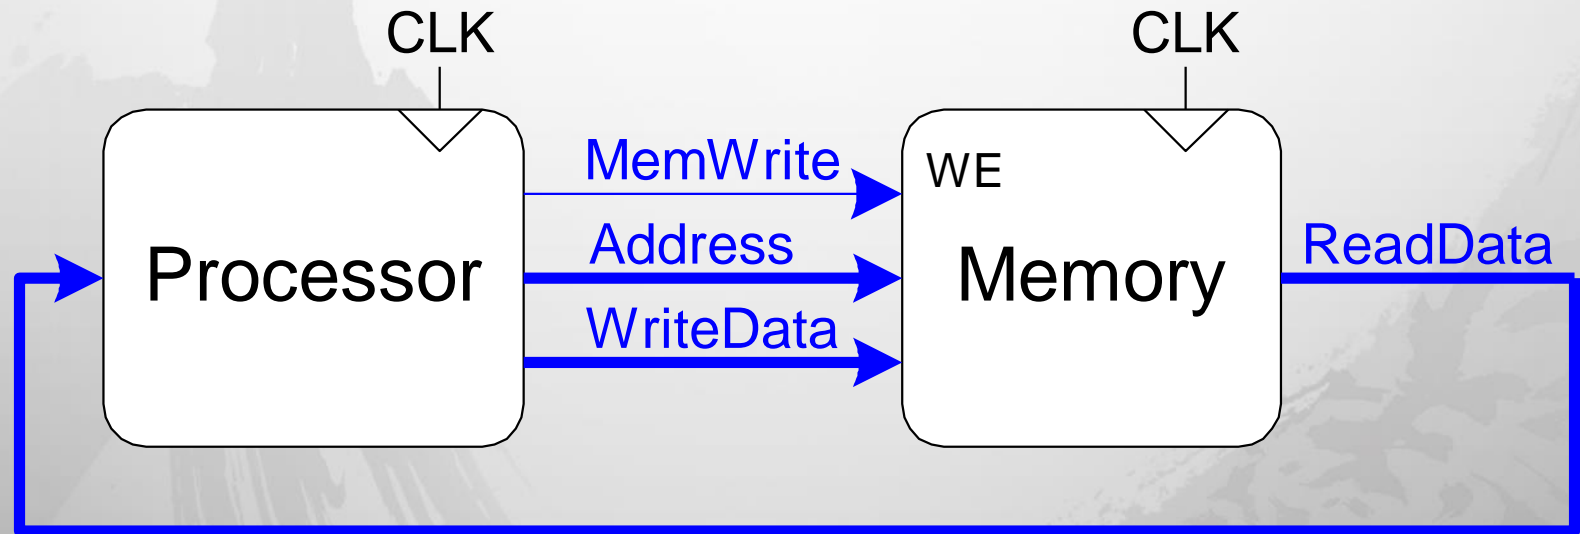 CLK
CLK
MemWrite
WE
Address
Processor
Memory
ReadData
WriteData